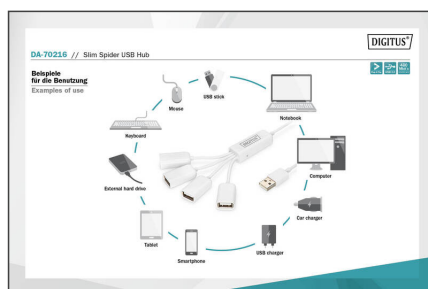 DIGITUS®
DA-70216 // Slim Spider USB Hub
Beispiele
für die Benutzung
Examples of use
USB stick
Mouse
Notebook
Keyboard
DIGITUS
Computer
External hard drive
Car charger
Tablet
USB charger
Smartphone